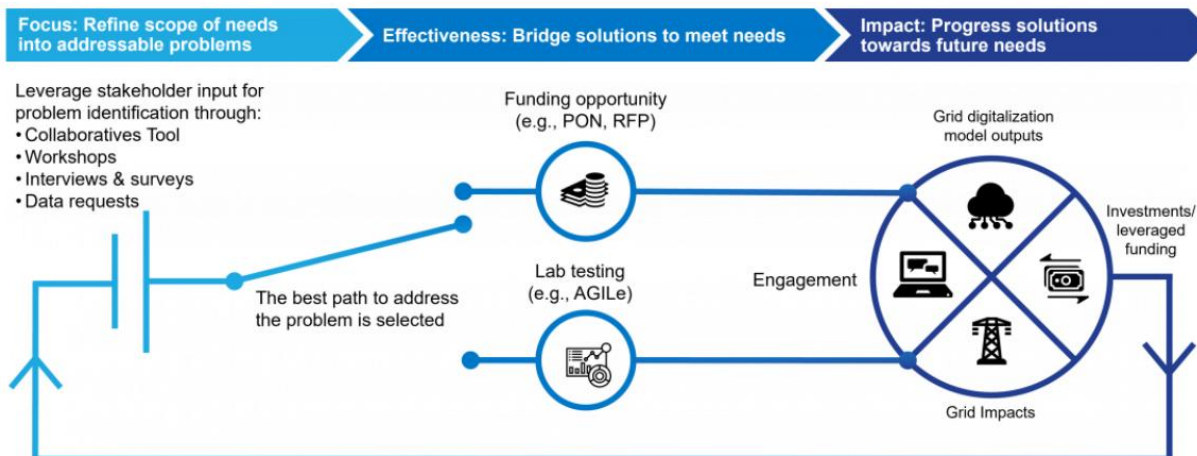 Focus: Refine scope of needs
into addressable problems
Effectiveness: Bridge solutions to meet needs
Impact: Progress solutions
towards future needs
Leverage stakeholder input for
problem identification through:
• Collaboratives Tool
• Workshops
• Interviews & surveys
• Data requests
The best path to address
the problem is selected
Funding opportunity
(e.g., PON, RFP)
Lab testing
(e.g., AGILe)
Grid digitalization
model outputs
Engagement
Investments/
leveraged
funding
Grid Impacts